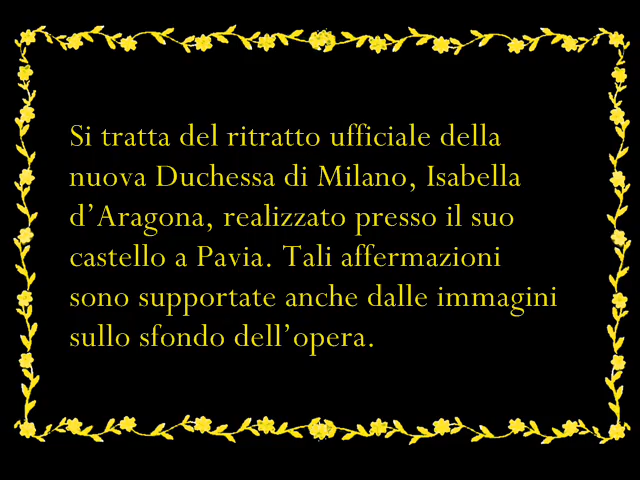 Si tratta del ritratto ufficiale della
nuova Duchessa di Milano, Isabella
d’Aragona, realizzato presso il suo
castello a Pavia. Tali affermazioni
sono supportate anche dalle immagini
sullo sfondo dell’opera.